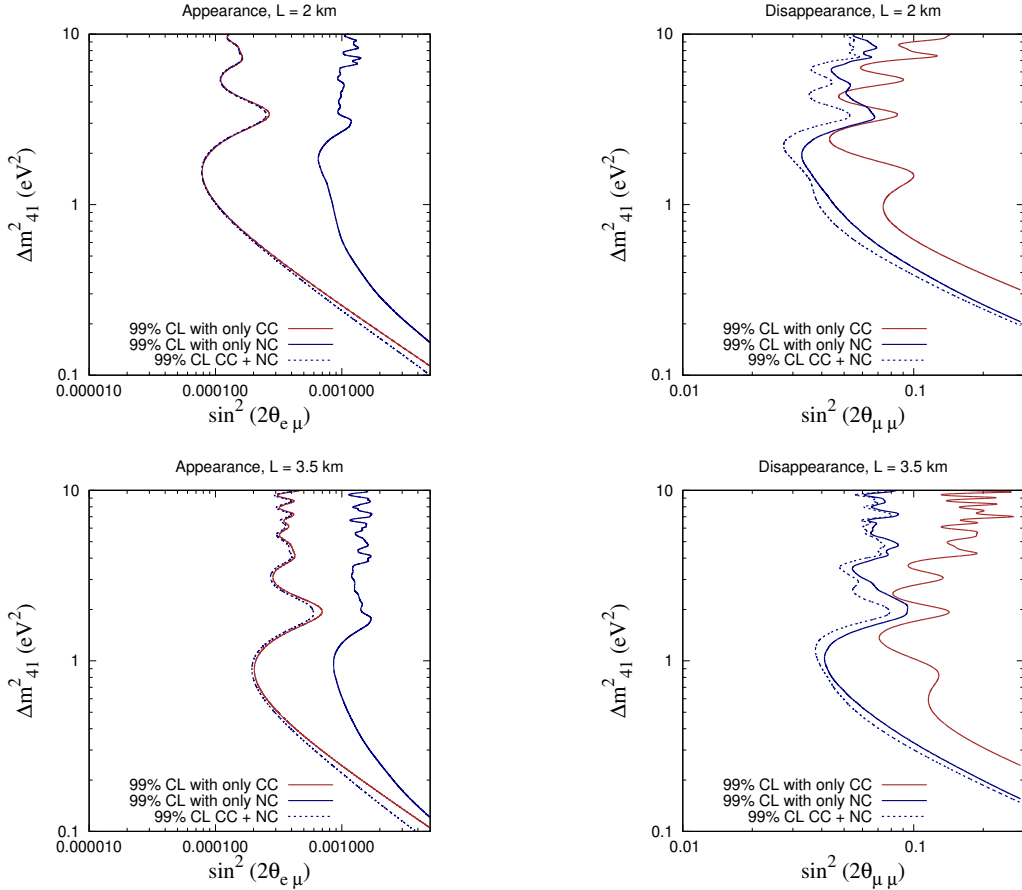 Appearance, L = 2 km
10
1
0.1
Δm²₄₁ (eV²)
99% CL with only CC
99% CL with only NC
99% CL CC + NC
0.000010 0.000100 0.001000
sin² (2θ_{e μ})
Disappearance, L = 2 km
10
1
0.1
Δm²₄₁ (eV²)
99% CL with only CC
99% CL with only NC
99% CL CC + NC
0.01 0.1
sin² (2θ_{μ μ})
Appearance, L = 3.5 km
10
1
0.1
Δm²₄₁ (eV²)
99% CL with only CC
99% CL with only NC
99% CL CC + NC
0.000010 0.000100 0.001000
sin² (2θ_{e μ})
Disappearance, L = 3.5 km
10
1
0.1
Δm²₄₁ (eV²)
99% CL with only CC
99% CL with only NC
99% CL CC + NC
0.01 0.1
sin² (2θ_{μ μ})